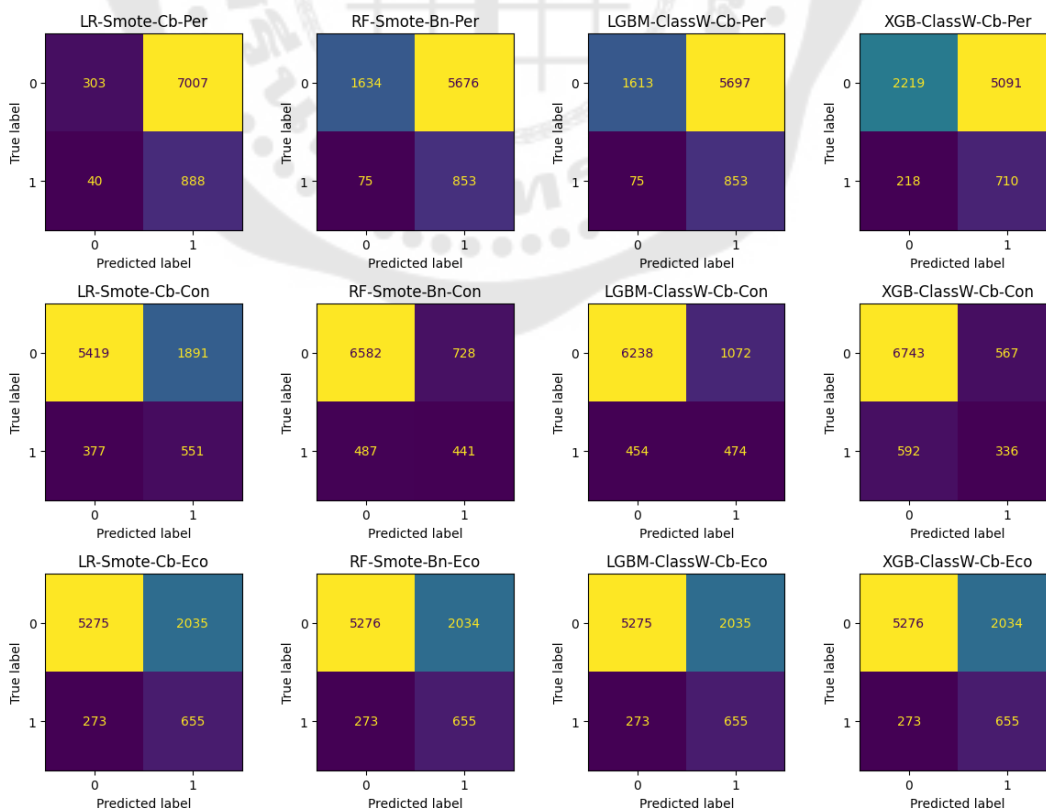 LR-Smote-Cb-Per
RF-Smote-Bn-Per
LGBM-ClassW-Cb-Per
XGB-ClassW-Cb-Per
0 303 7007
0 1634 5676
0 1613 5697
0 2219 5091
True label
True label
True label
True label
1 40 888
1 75 853
1 75 853
1 218 710
0 1
0 1
0 1
0 1
Predicted label
Predicted label
Predicted label
Predicted label
LR-Smote-Cb-Con
RF-Smote-Bn-Con
LGBM-ClassW-Cb-Con
XGB-ClassW-Cb-Con
0 5419 1891
0 6582 728
0 6238 1072
0 6743 567
True label
True label
True label
True label
1 377 551
1 487 441
1 454 474
1 592 336
0 1
0 1
0 1
0 1
Predicted label
Predicted label
Predicted label
Predicted label
LR-Smote-Cb-Eco
RF-Smote-Bn-Eco
LGBM-ClassW-Cb-Eco
XGB-ClassW-Cb-Eco
0 5275 2035
0 5276 2034
0 5275 2035
0 5276 2034
True label
True label
True label
True label
1 273 655
1 273 655
1 273 655
1 273 655
0 1
0 1
0 1
0 1
Predicted label
Predicted label
Predicted label
Predicted label